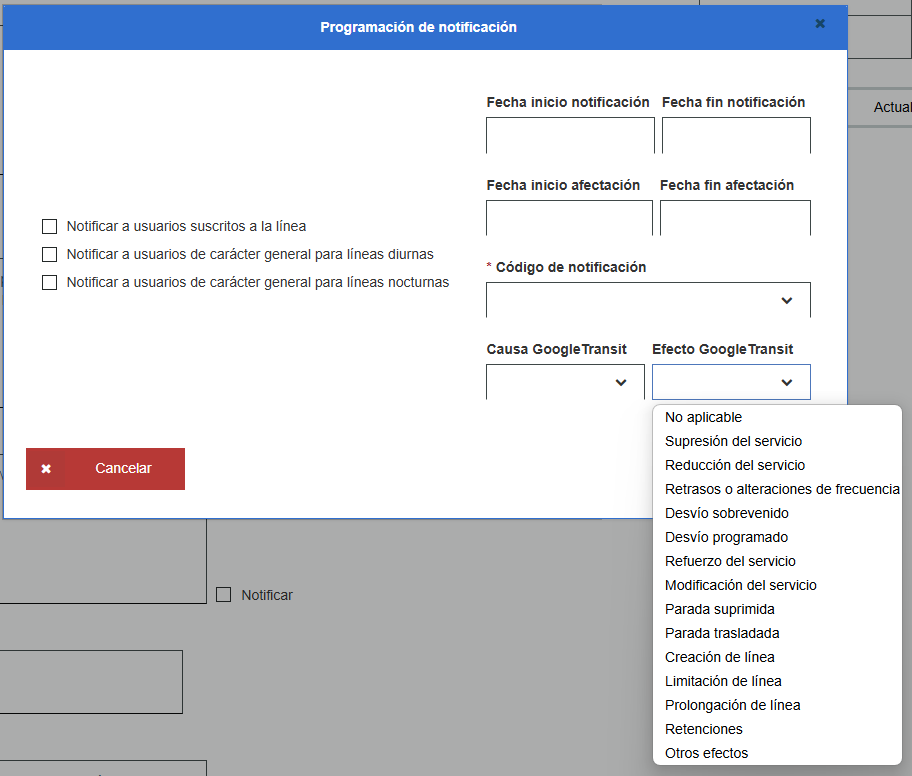 Programación de notificación
Actual
Fecha inicio notificación Fecha fin notificación
Fecha inicio afectación Fecha fin afectación
Notificar a usuarios suscritos a la línea
Notificar a usuarios de carácter general para líneas diurnas
Notificar a usuarios de carácter general para líneas nocturnas
* Código de notificación
Causa GoogleTransit Efecto GoogleTransit
No aplicable
Supresión del servicio
Reducción del servicio
Retrasos o alteraciones de frecuencia
Desvío sobrevenido
Desvío programado
Refuerzo del servicio
Modificación del servicio
Parada suprimida
Parada trasladada
Creación de línea
Limitación de línea
Prolongación de línea
Retenciones
Otros efectos
Cancelar
Notificar